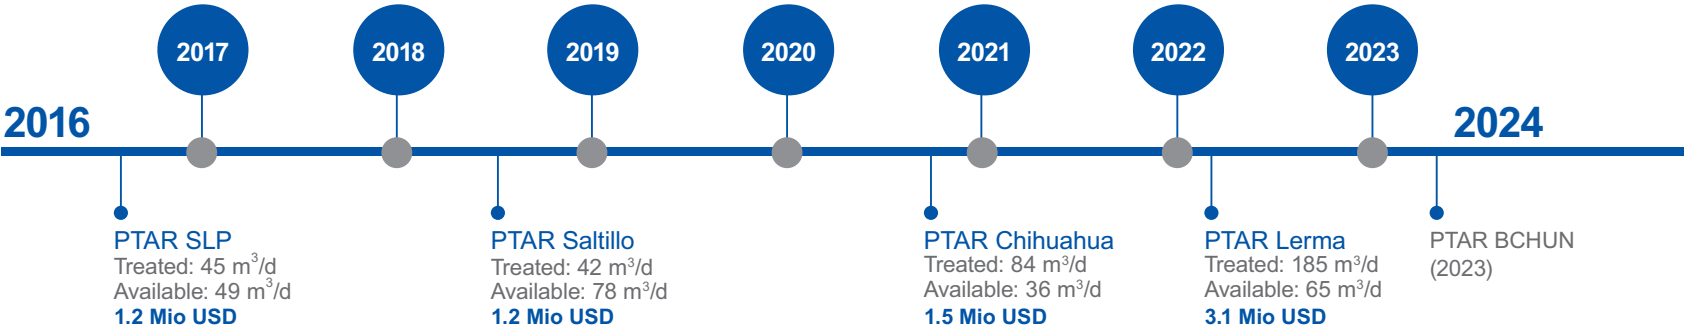 2017
2018
2019
2020
2021
2022
2023
2016
2024
PTAR SLP
Treated: 45 m³/d
Available: 49 m³/d
1.2 Mio USD
PTAR Saltillo
Treated: 42 m³/d
Available: 78 m³/d
1.2 Mio USD
PTAR Chihuahua
Treated: 84 m³/d
Available: 36 m³/d
1.5 Mio USD
PTAR Lerma
Treated: 185 m³/d
Available: 65 m³/d
3.1 Mio USD
PTAR BCHUN
(2023)